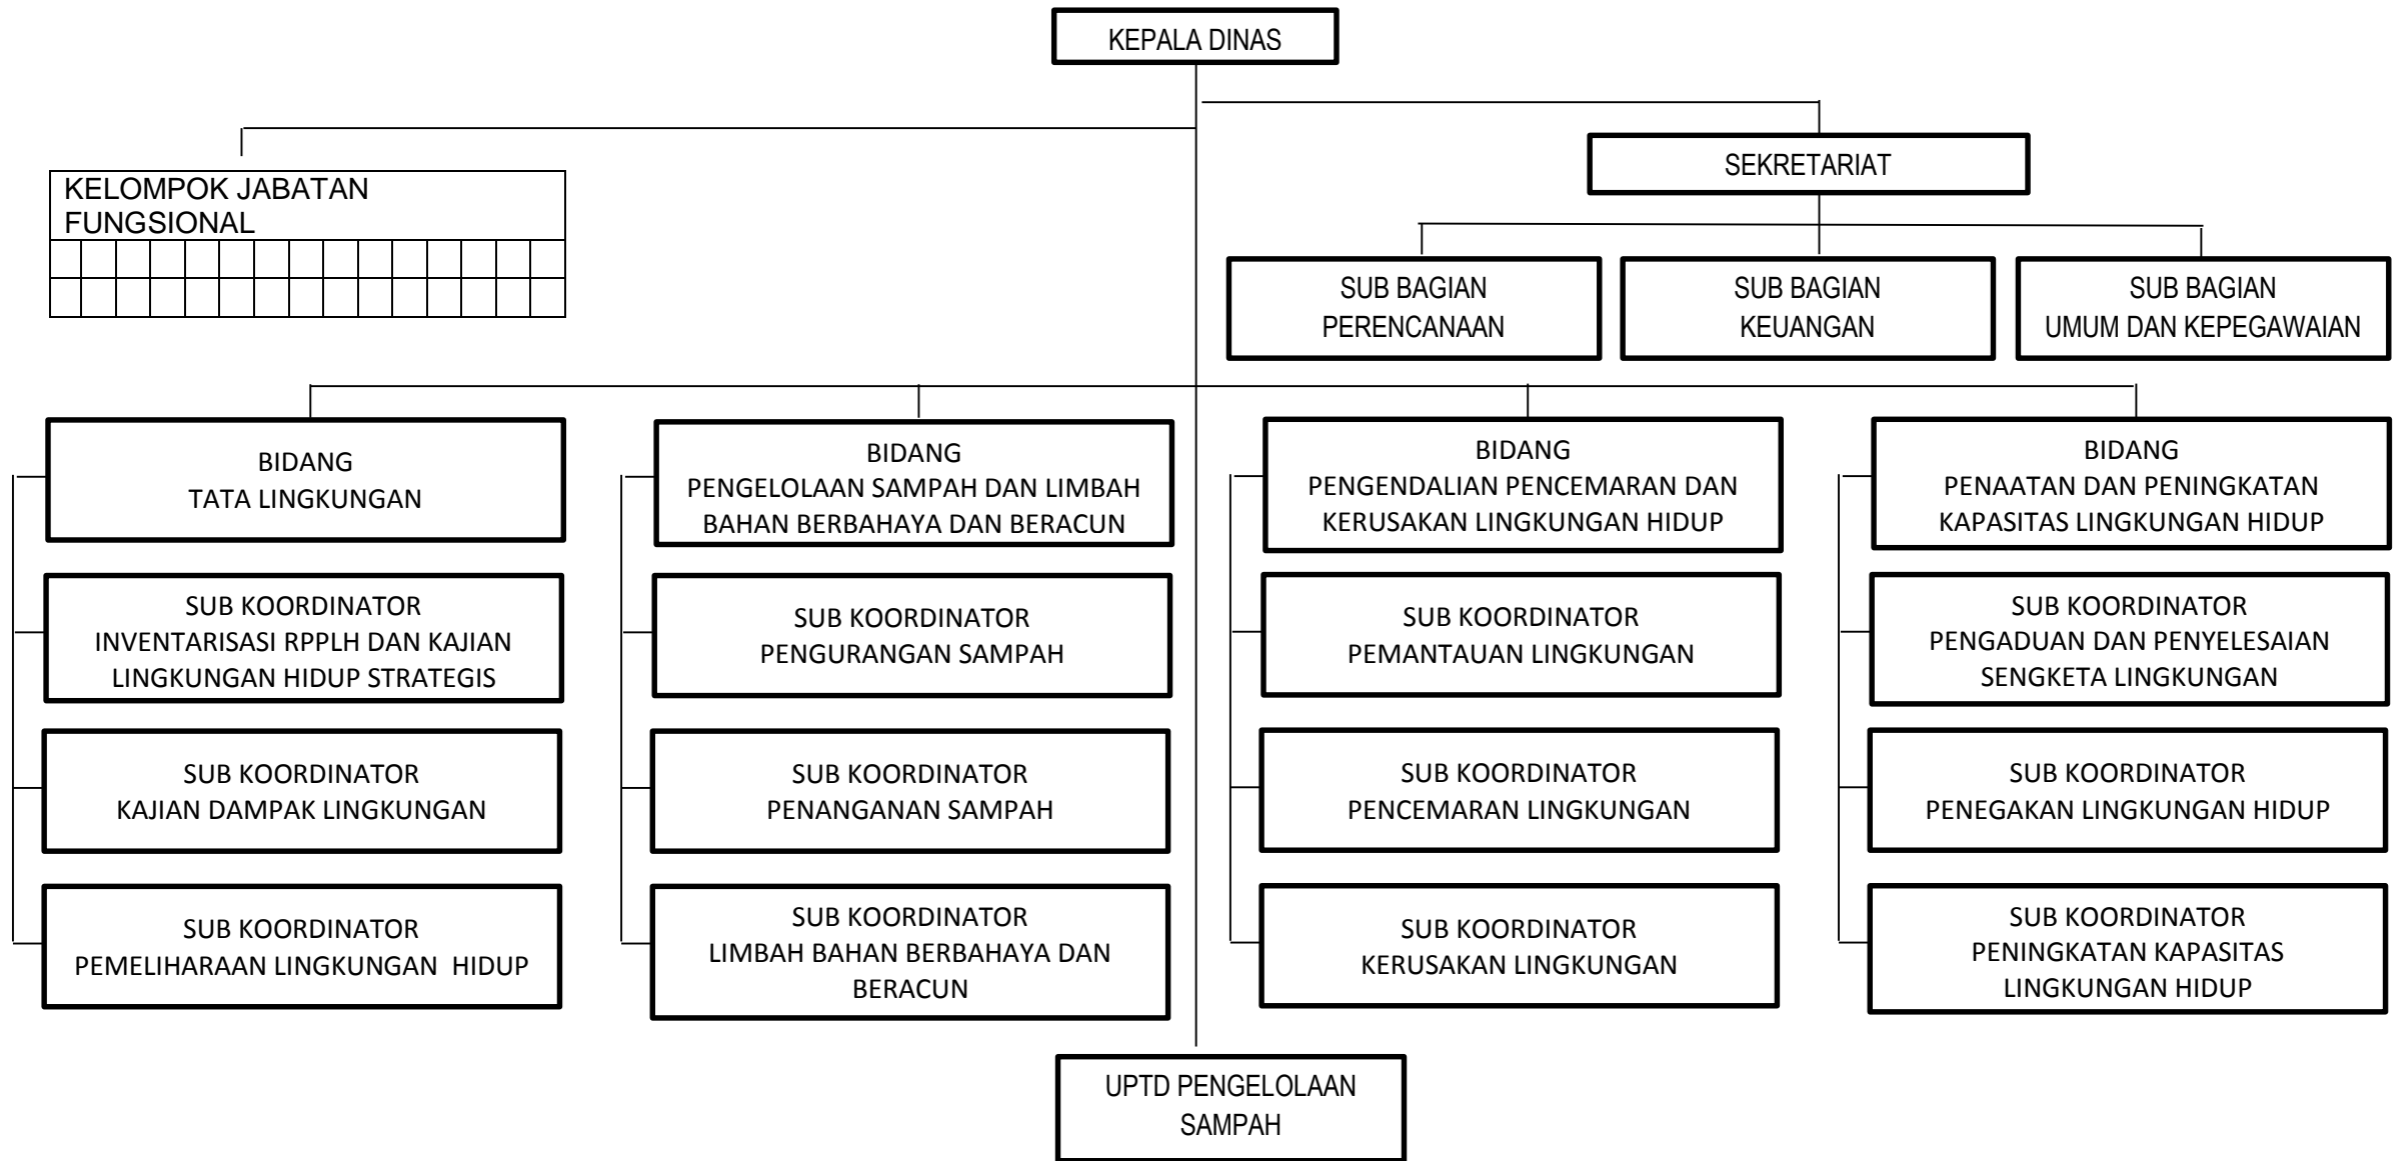 KEPALA DINAS
SEKRETARIAT
KELOMPOK JABATAN
FUNGSIONAL
SUB BAGIAN
PERENCANAAN
SUB BAGIAN
KEUANGAN
SUB BAGIAN
UMUM DAN KEPEGAWAIAN
BIDANG
TATA LINGKUNGAN
BIDANG
PENGELOLAAN SAMPAH DAN LIMBAH
BAHAN BERBAHAYA DAN BERACUN
BIDANG
PENGENDALIAN PENCEMARAN DAN
KERUSAKAN LINGKUNGAN HIDUP
BIDANG
PENAATAN DAN PENINGKATAN
KAPASITAS LINGKUNGAN HIDUP
SUB KOORDINATOR
INVENTARISASI RPPLH DAN KAJIAN
LINGKUNGAN HIDUP STRATEGIS
SUB KOORDINATOR
PENGURANGAN SAMPAH
SUB KOORDINATOR
PEMANTAUAN LINGKUNGAN
SUB KOORDINATOR
PENGADUAN DAN PENYELESAIAN
SENGKETA LINGKUNGAN
SUB KOORDINATOR
KAJIAN DAMPAK LINGKUNGAN
SUB KOORDINATOR
PENANGANAN SAMPAH
SUB KOORDINATOR
PENCEMARAN LINGKUNGAN
SUB KOORDINATOR
PENEGAKAN LINGKUNGAN HIDUP
SUB KOORDINATOR
PEMELIHARAAN LINGKUNGAN  HIDUP
SUB KOORDINATOR
LIMBAH BAHAN BERBAHAYA DAN
BERACUN
SUB KOORDINATOR
KERUSAKAN LINGKUNGAN
SUB KOORDINATOR
PENINGKATAN KAPASITAS
LINGKUNGAN HIDUP
UPTD PENGELOLAAN
SAMPAH